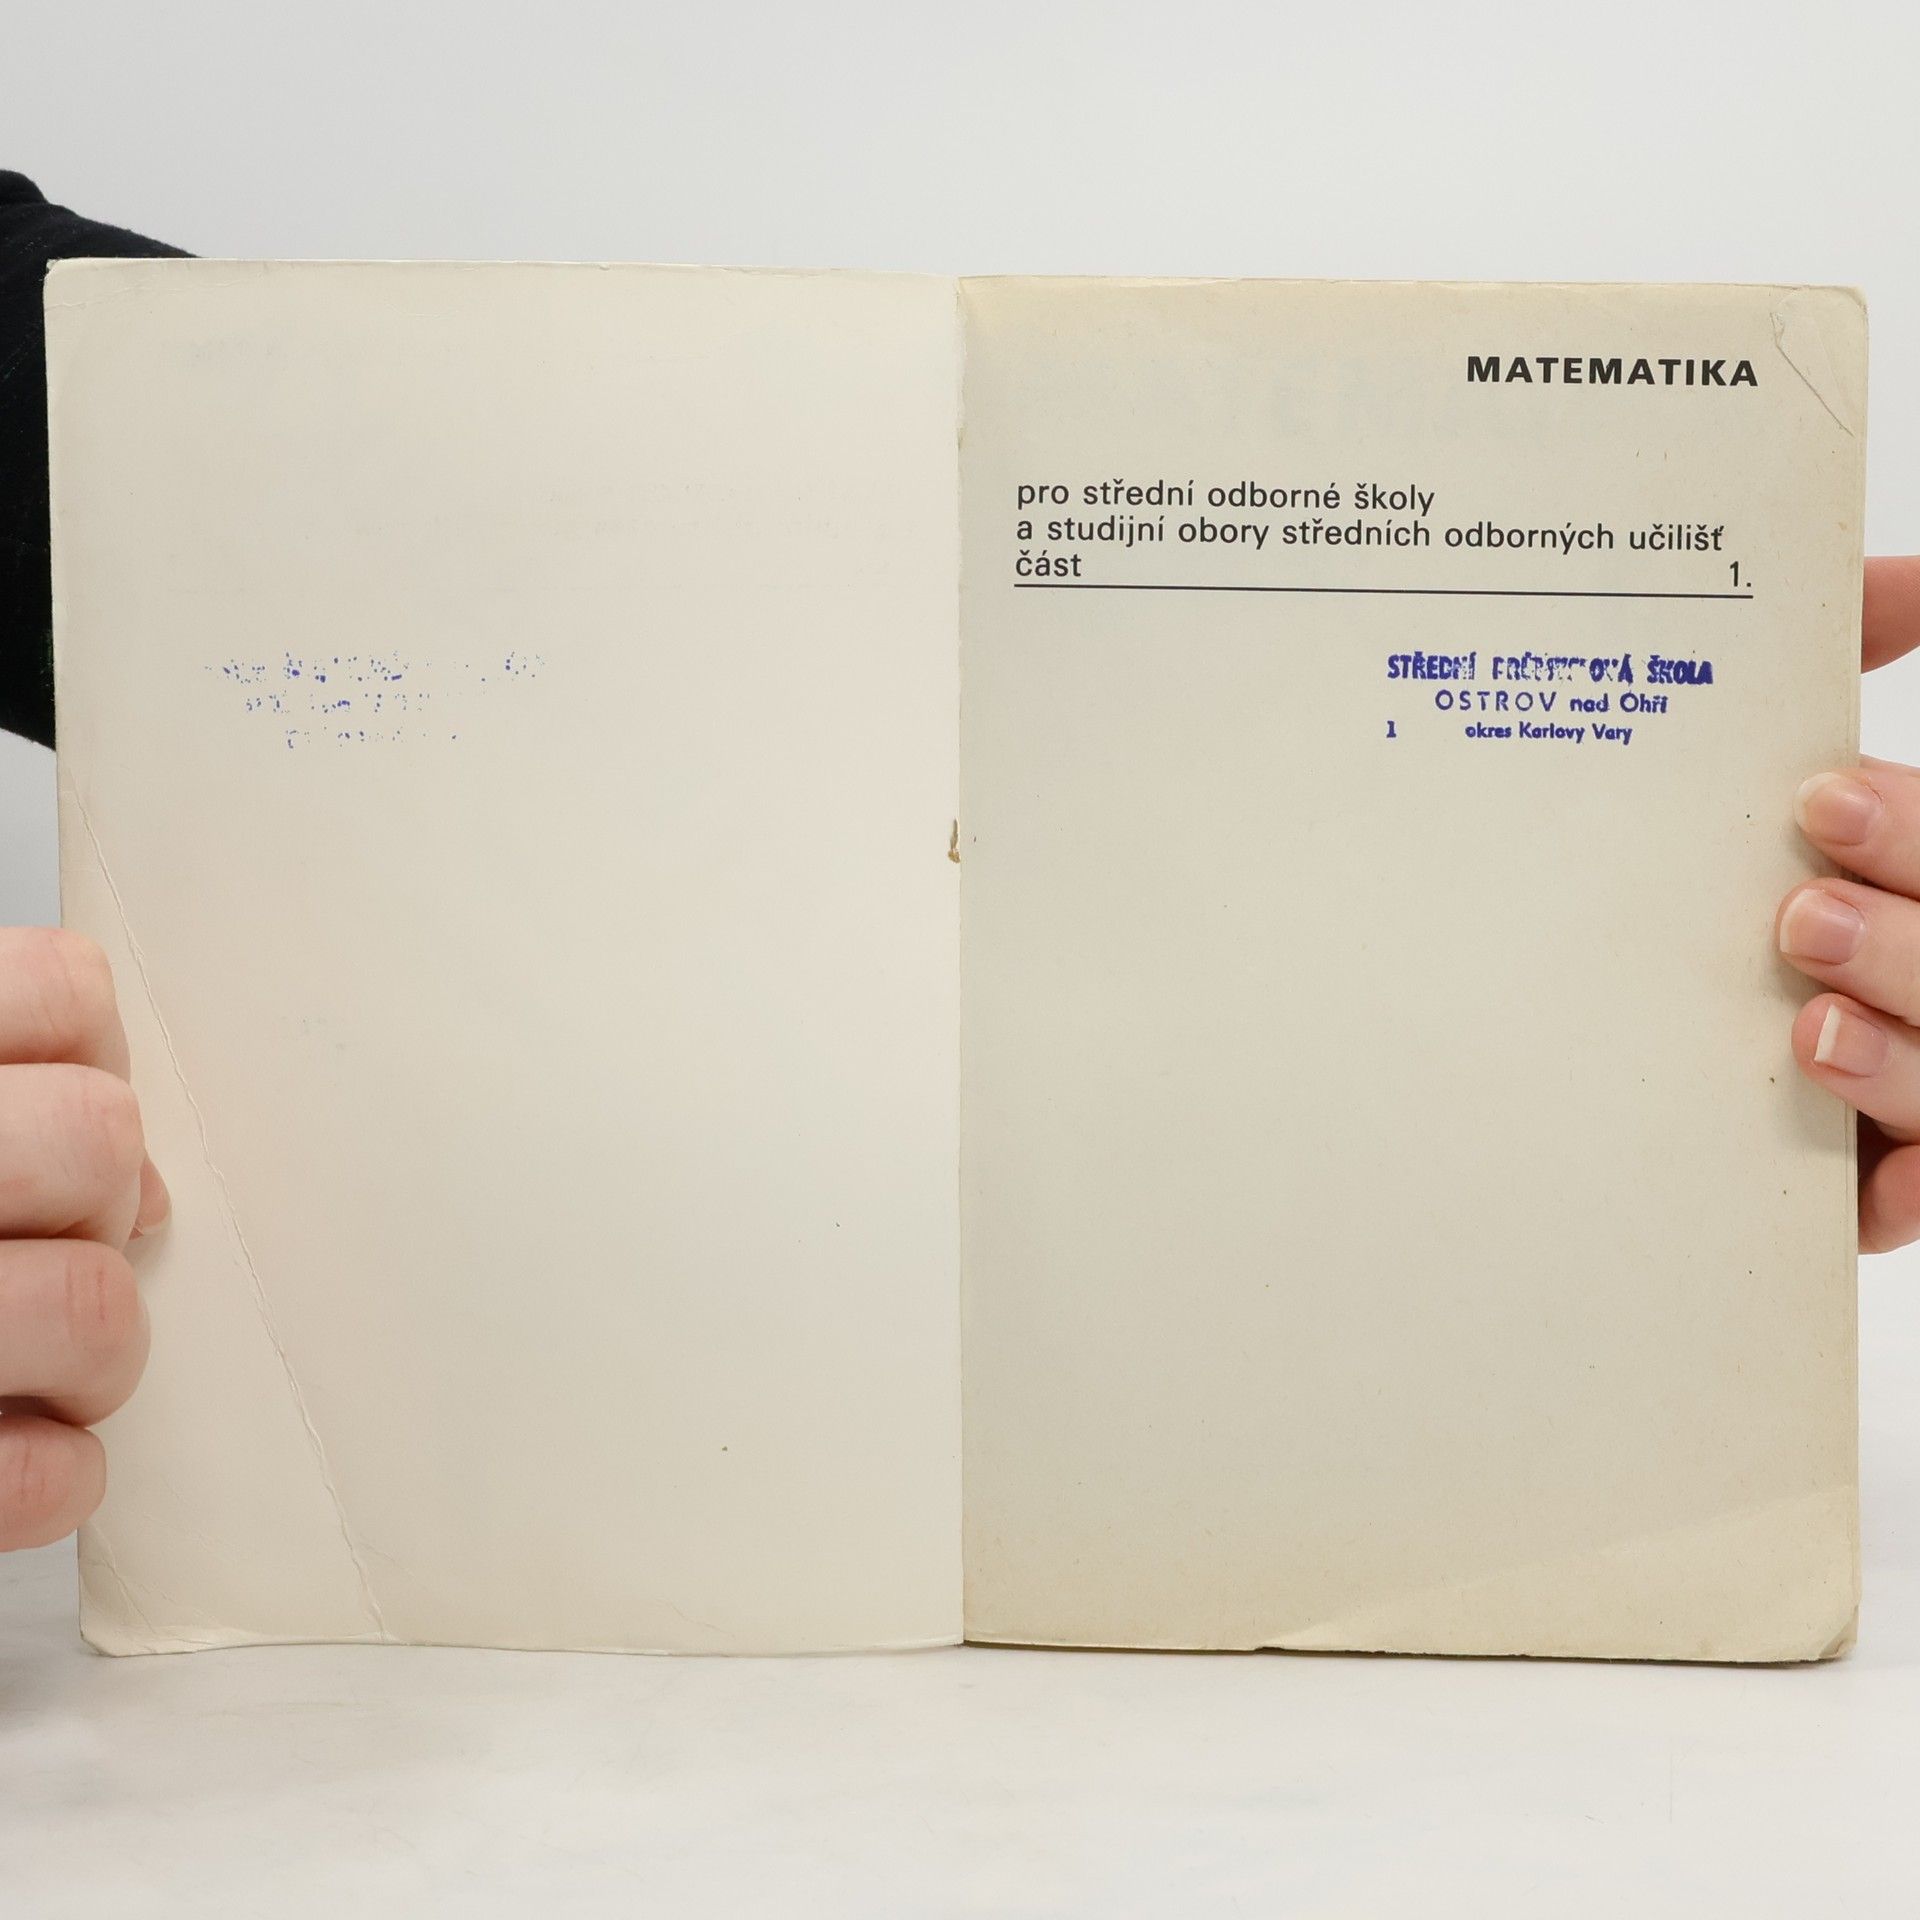 MATEMATIKA
pro střední odborné školy
a studijní obory středních odborných učilišť
část 1.
STŘEDNÍ PRŮMYSLOVÁ ŠKOLA
OSTROV nad Ohří
1 okres Karlovy Vary